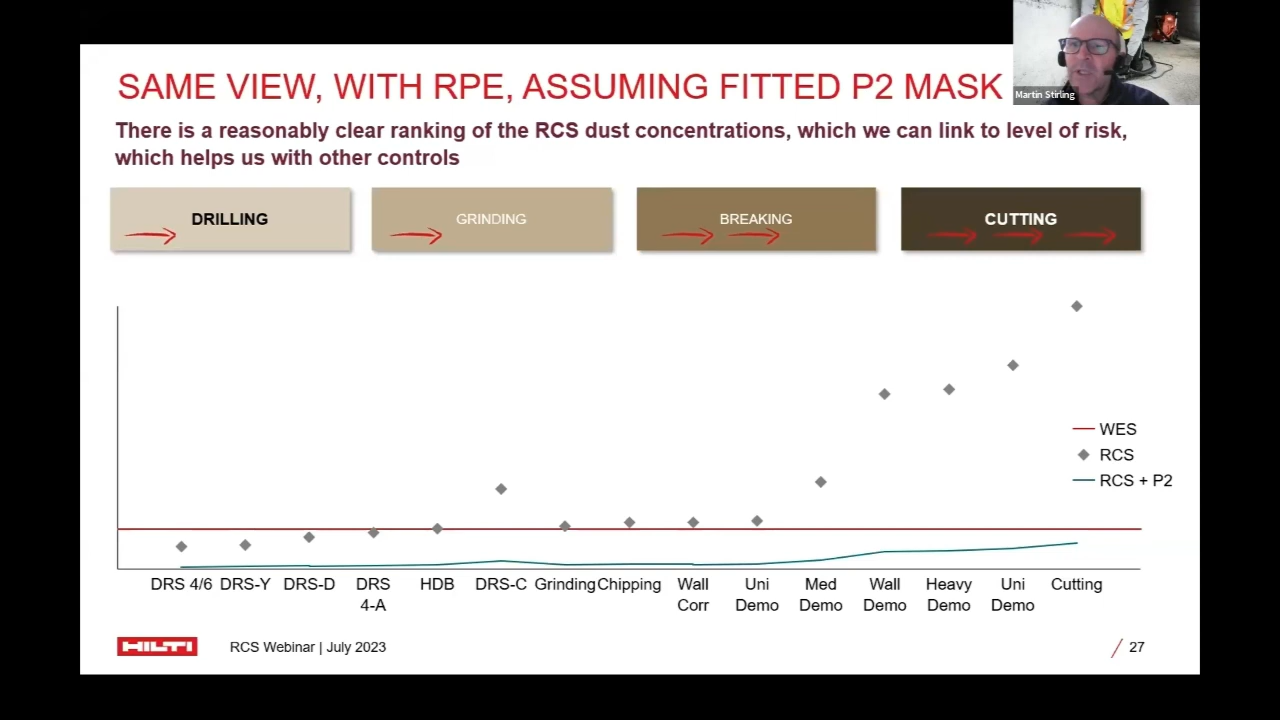 SAME VIEW, WITH RPE, ASSUMING FITTED P2 MASK
Martin Stirling
There is a reasonably clear ranking of the RCS dust concentrations, which we can link to level of risk,
which helps us with other controls
DRILLING
GRINDING
BREAKING
CUTTING
WES
RCS
RCS + P2
DRS 4/6 DRS-Y DRS-D DRS HDB DRS-C Grinding Chipping Wall Uni Med Wall Heavy Uni Cutting
4-A Corr Demo Demo Demo Demo Demo
HILTI
RCS Webinar | July 2023
27